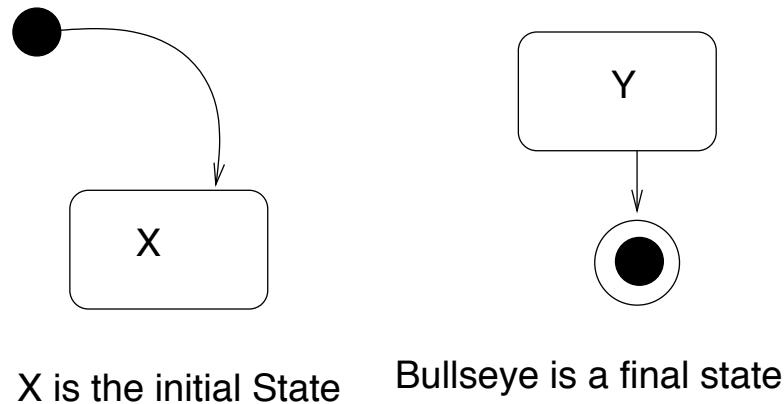 X
Y
X is the initial State
Bullseye is a final state